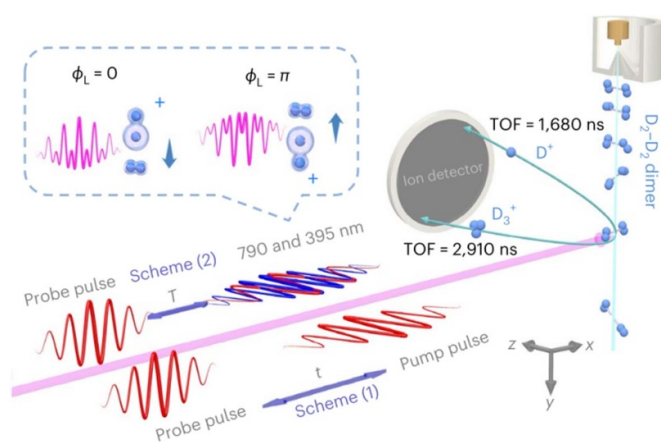 ϕL = 0
ϕL = π
+
+
D2–D2 dimer
TOF = 1,680 ns
D+
Ion detector
D3+
TOF = 2,910 ns
790 and 395 nm
Scheme (2)
Probe pulse
T
Pump pulse
t
Probe pulse
Scheme (1)
z
x
y